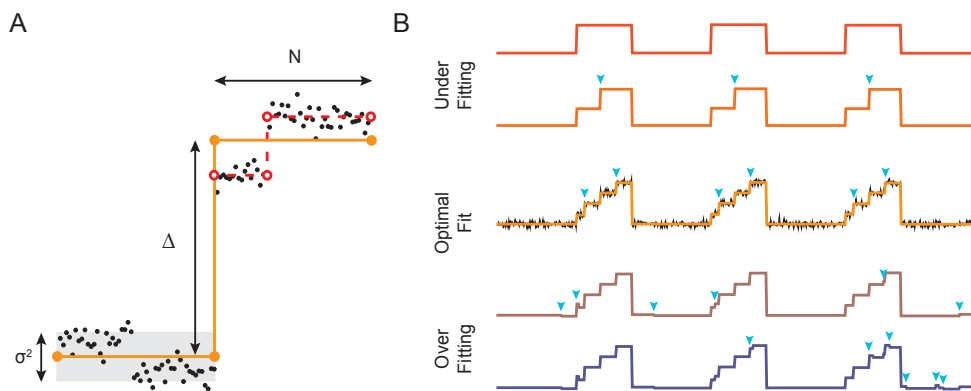 A
N
Δ
σ²
B
Under
Fitting
Optimal
Fit
Over
Fitting